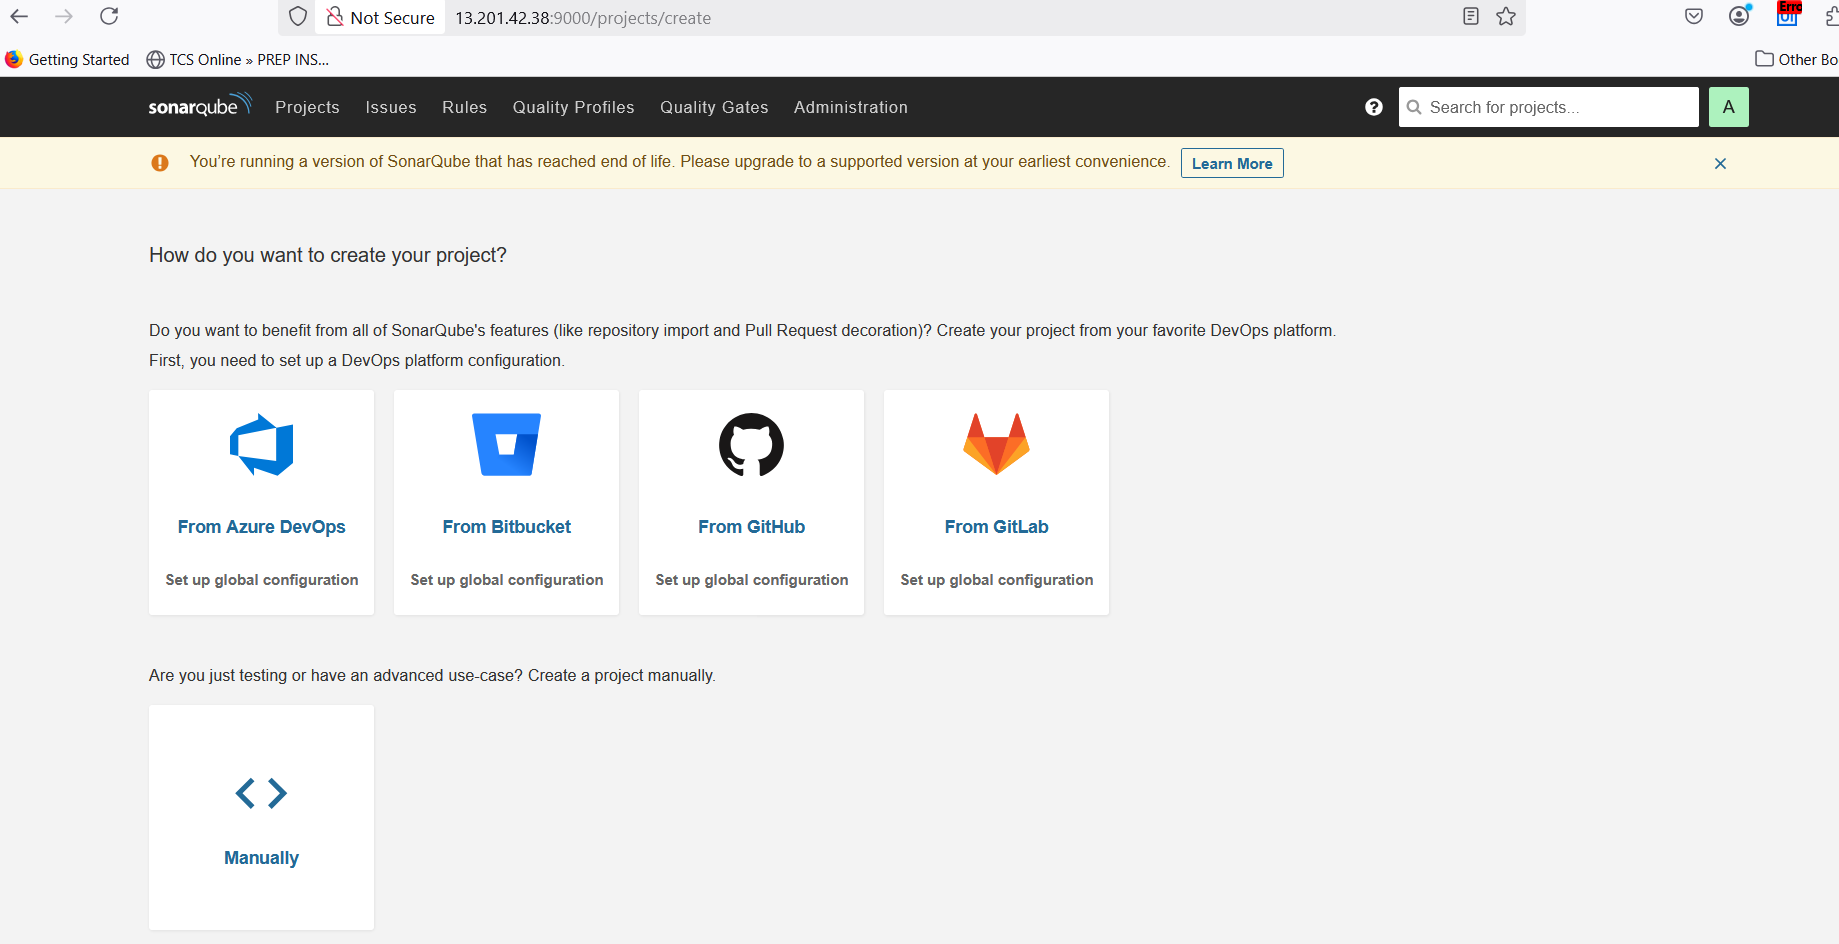 Not Secure 13.201.42.38:9000/projects/create
Erro
Getting Started TCS Online » PREP INS... Other Bo
sonarqube Projects Issues Rules Quality Profiles Quality Gates Administration ? Search for projects... A
You're running a version of SonarQube that has reached end of life. Please upgrade to a supported version at your earliest convenience. Learn More
How do you want to create your project?
Do you want to benefit from all of SonarQube's features (like repository import and Pull Request decoration)? Create your project from your favorite DevOps platform.
First, you need to set up a DevOps platform configuration.
From Azure DevOps From Bitbucket From GitHub From GitLab
Set up global configuration Set up global configuration Set up global configuration Set up global configuration
Are you just testing or have an advanced use-case? Create a project manually.
Manually